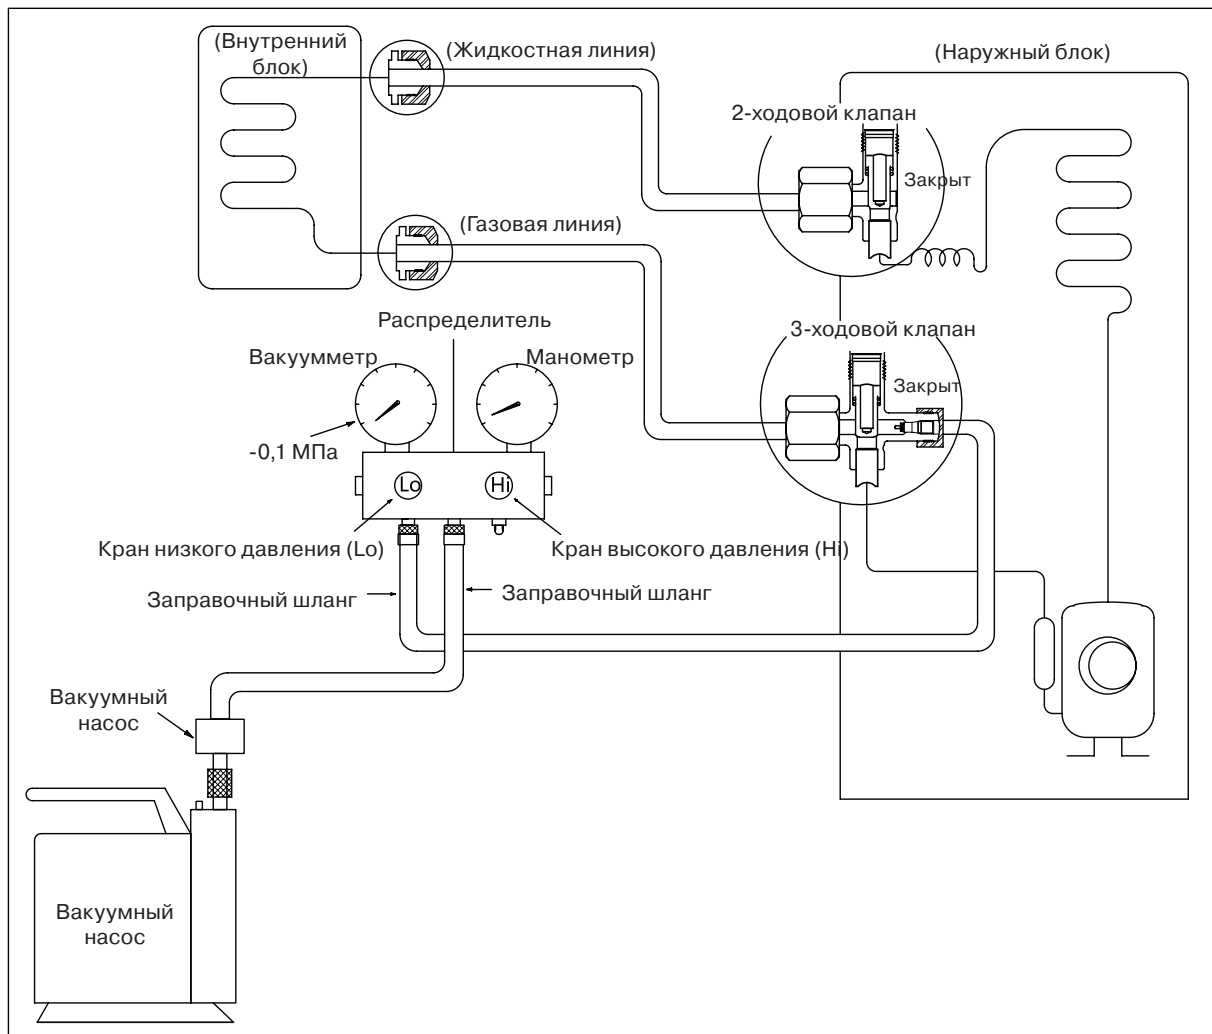 (Внутренний
блок)
(Жидкостная линия)
(Наружный блок)
2-ходовой клапан
Закрыт
(Газовая линия)
Распределитель
3-ходовой клапан
Вакуумметр
Манометр
Закрыт
-0,1 МПа
Lo
Hi
Кран низкого давления (Lo)
Кран высокого давления (Hi)
Заправочный шланг
Заправочный шланг
Вакуумный
насос
Вакуумный
насос